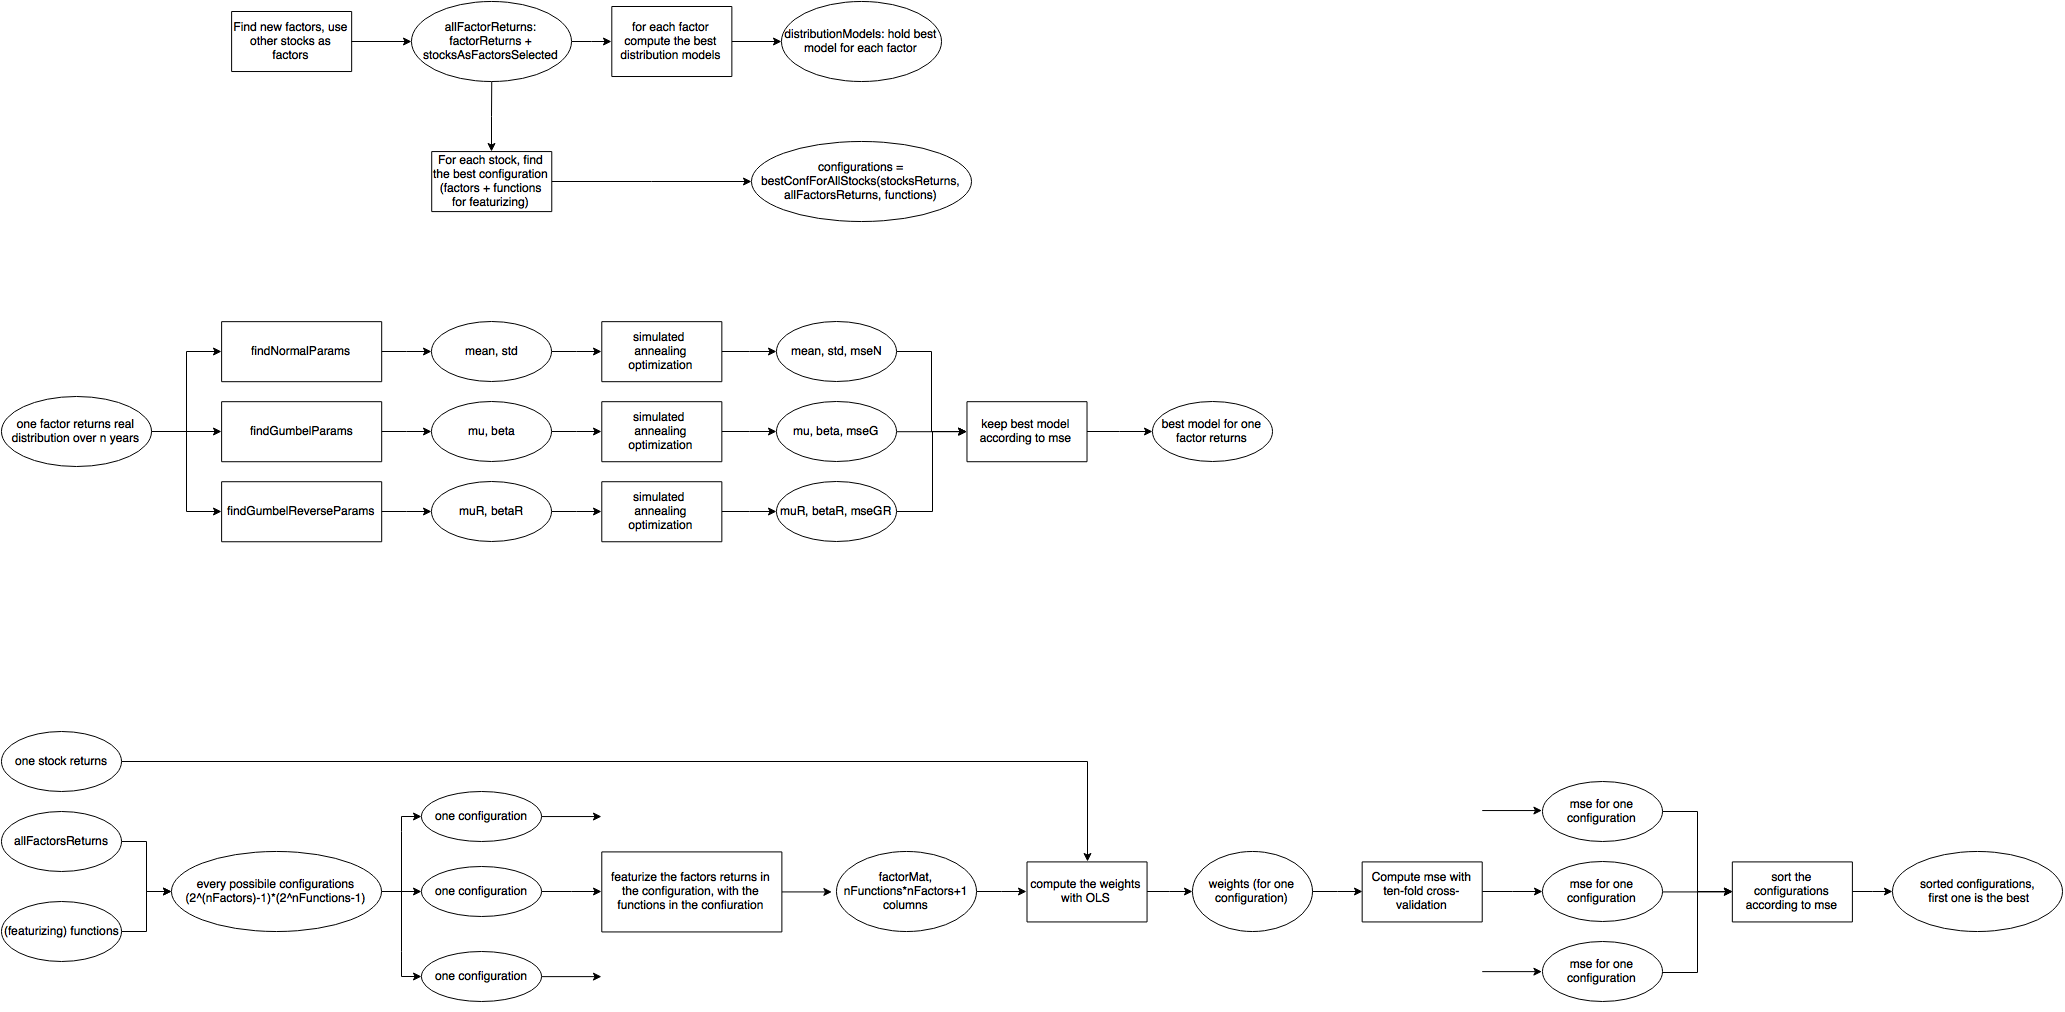 Find new factors, use
other stocks as
factors
allFactorReturns:
factorReturns +
stocksAsFactorsSelected
for each factor
compute the best
distribution models
distributionModels: hold best
model for each factor
For each stock, find
the best configuration
(factors + functions
for featurizing)
configurations =
bestConfForAllStocks(stocksReturns,
allFactorsReturns, functions)
one factor returns real
distribution over n years
findNormalParams
mean, std
simulated
annealing
optimization
mean, std, mseN
findGumbelParams
mu, beta
simulated
annealing
optimization
mu, beta, mseG
findGumbelReverseParams
muR, betaR
simulated
annealing
optimization
muR, betaR, mseGR
keep best model
according to mse
best model for one
factor returns
one stock returns
allFactorsReturns
(featurizing) functions
every possibile configurations
(2^(nFactors)-1)*(2^nFunctions-1)
one configuration
one configuration
one configuration
featurize the factors returns in
the configuration, with the
functions in the confiuration
factorMat,
nFunctions*nFactors+1
columns
compute the weights
with OLS
weights (for one
configuration)
Compute mse with
ten-fold cross-
validation
mse for one
configuration
mse for one
configuration
mse for one
configuration
sort the
configurations
according to mse
sorted configurations,
first one is the best